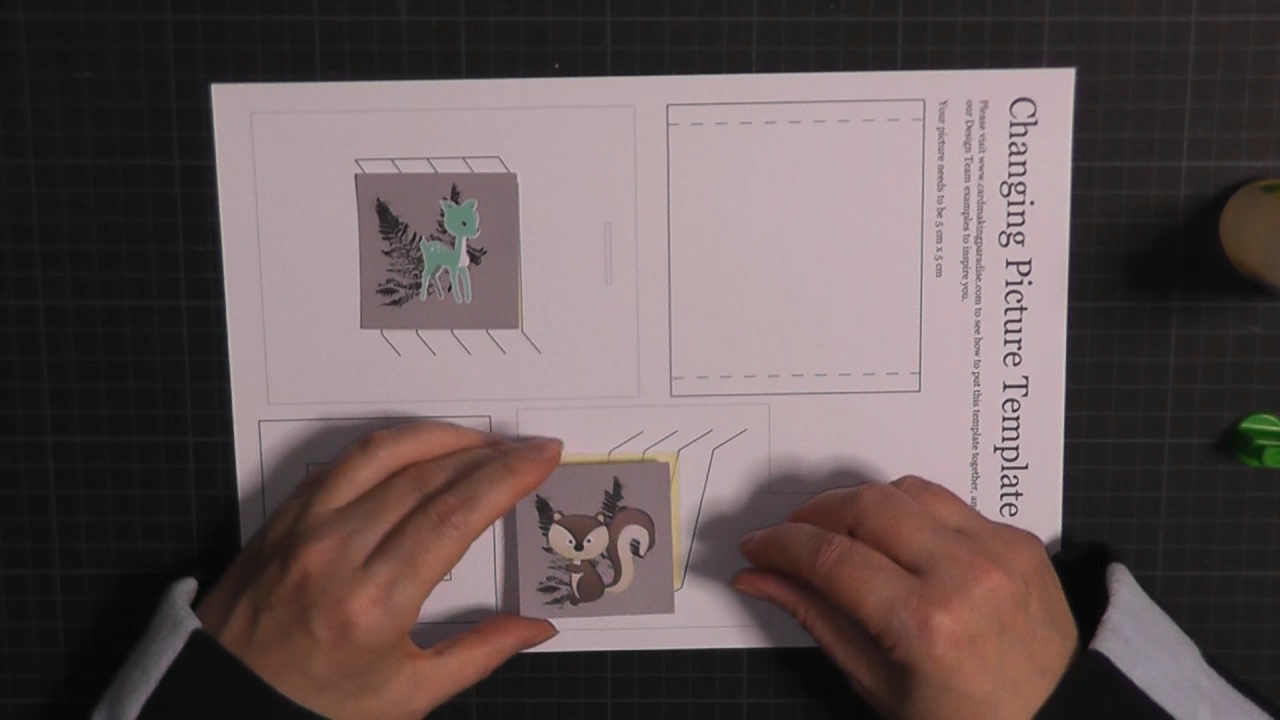 Changing Picture Template
Please visit www.cardmakingparadise.com to see how to put this template together, an
our Design Team examples to inspire you.
Your picture needs to be 5 cm x 5 cm